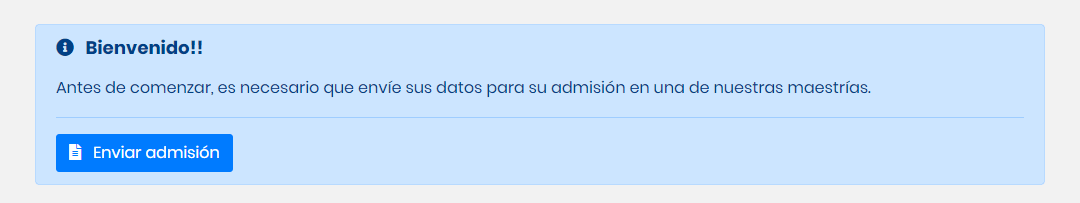 Bienvenido!!
Antes de comenzar, es necesario que envíe sus datos para su admisión en una de nuestras maestrías.
Enviar admisión